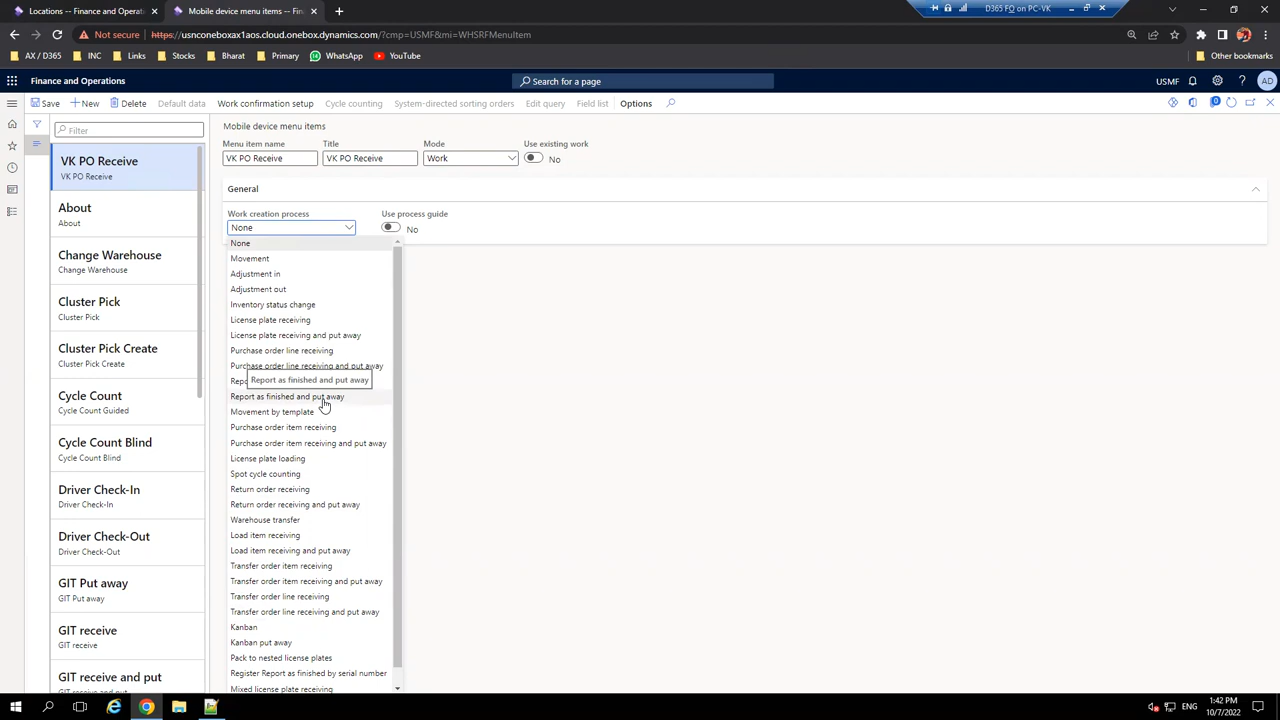 Locations -- Finance and Operat
Mobile device menu items -- Fin
D365 FO on PC-VK
Not secure
https://usnconeboxax1aos.cloud.onebox.dynamics.com/?cmp=USMF&mi=WHSRFMenuItem
AX / D365
INC
Links
Stocks
Bharat
Primary
WhatsApp
YouTube
Other bookmarks
Finance and Operations
Search for a page
USMF
AD
Save
New
Delete
Default data
Work confirmation setup
Cycle counting
System-directed sorting orders
Edit query
Field list
Options
0
Filter
VK PO Receive
VK PO Receive
About
About
Change Warehouse
Change Warehouse
Cluster Pick
Cluster Pick
Cluster Pick Create
Cluster Pick Create
Cycle Count
Cycle Count Guided
Cycle Count Blind
Cycle Count Blind
Driver Check-In
Driver Check-In
Driver Check-Out
Driver Check-Out
GIT Put away
GIT Put away
GIT receive
GIT receive
GIT receive and put
GIT receive and put
Mobile device menu items
Menu item name
Title
Mode
Use existing work
VK PO Receive
VK PO Receive
Work
No
General
Work creation process
Use process guide
None
No
None
Movement
Adjustment in
Adjustment out
Inventory status change
License plate receiving
License plate receiving and put away
Purchase order line receiving
Purchase order line receiving and put away
Repo
Report as finished and put away
Report as finished and put away
Movement by template
Purchase order item receiving
Purchase order item receiving and put away
License plate loading
Spot cycle counting
Return order receiving
Return order receiving and put away
Warehouse transfer
Load item receiving
Load item receiving and put away
Transfer order item receiving
Transfer order item receiving and put away
Transfer order line receiving
Transfer order line receiving and put away
Kanban
Kanban put away
Pack to nested license plates
Register Report as finished by serial number
Mixed license plate receiving
ENG
1:42 PM
10/7/2022